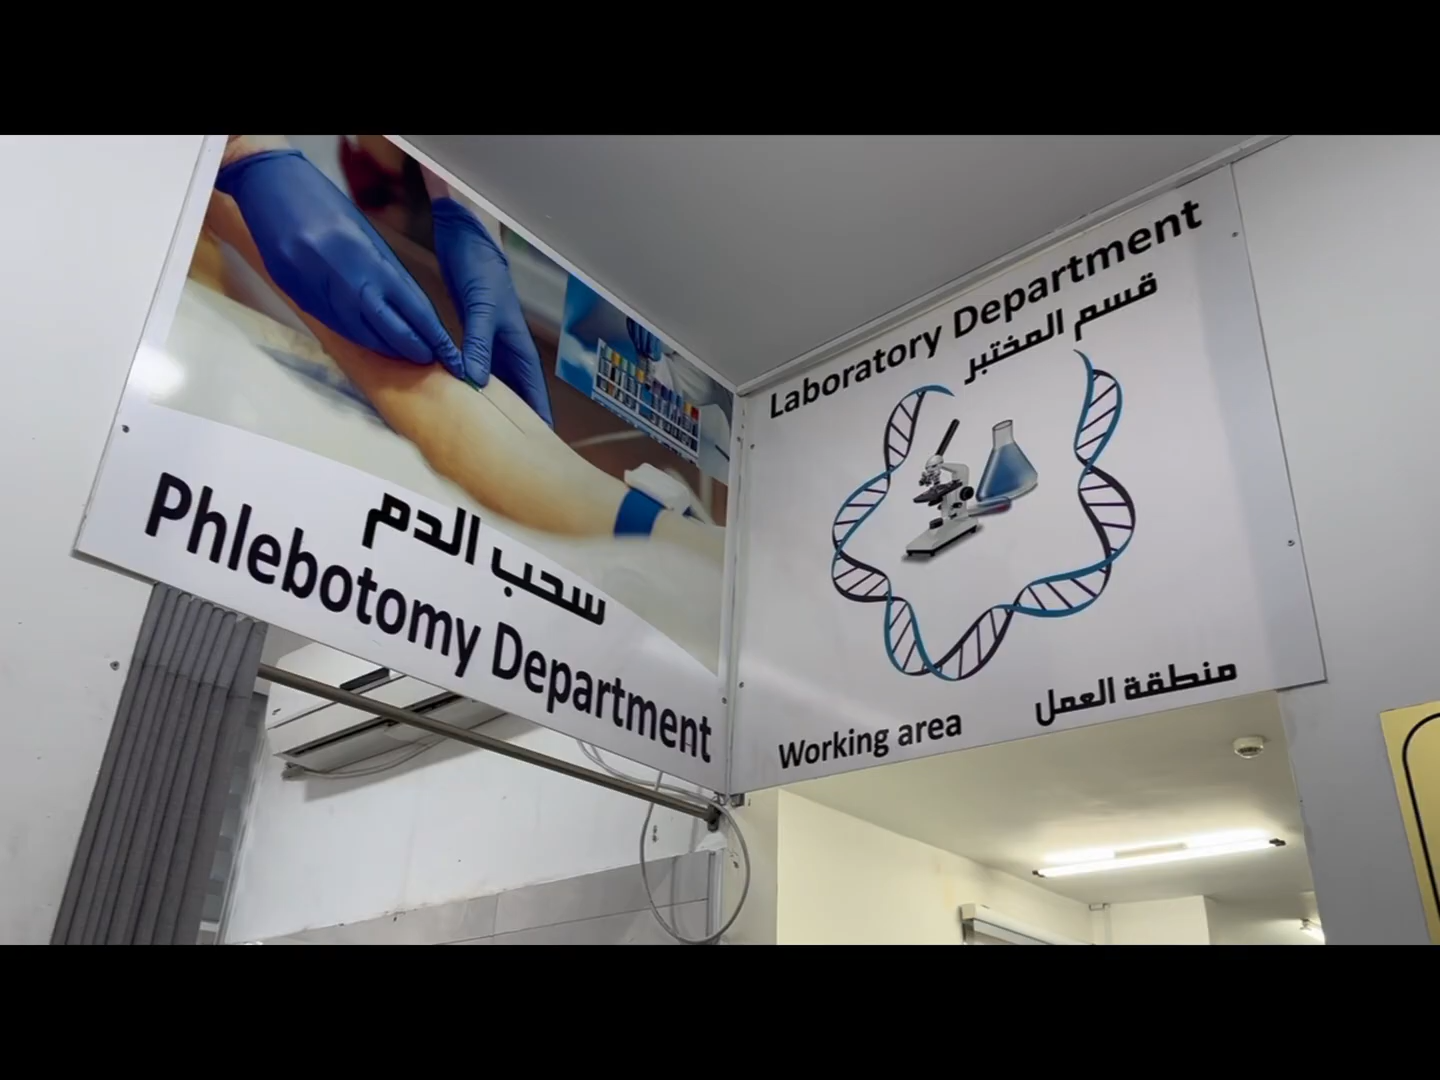 سحب الدم
Phlebotomy Department
Laboratory Department
قسم المختبر
Working area
منطقة العمل